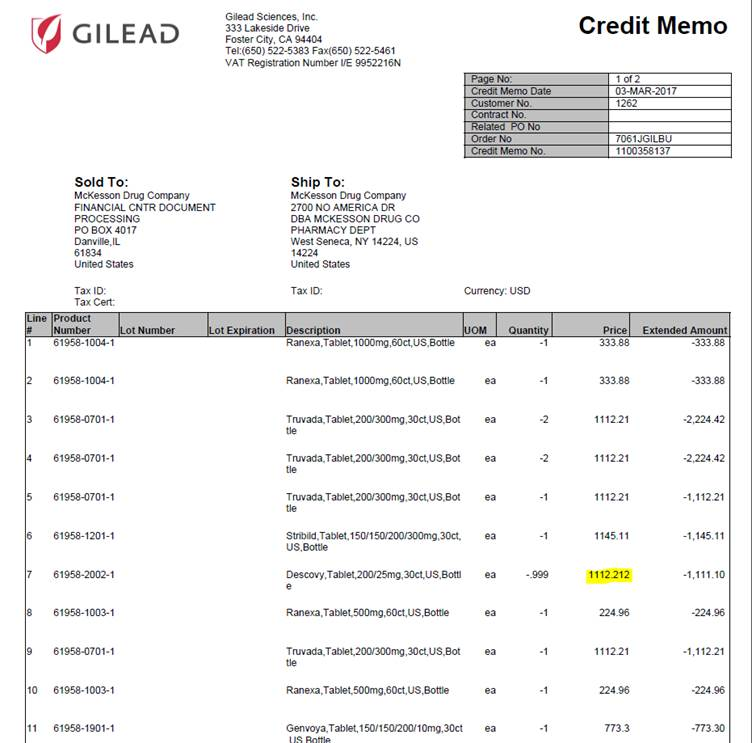 GILEAD
Gilead Sciences, Inc.
333 Lakeside Drive
Foster City, CA 94404
Tel:(650) 522-5383 Fax(650) 522-5461
VAT Registration Number I/E 9952216N
Credit Memo
Page No: 1 of 2
Credit Memo Date 03-MAR-2017
Customer No. 1262
Contract No.
Related PO No
Order No 7061JGILBU
Credit Memo No. 1100358137
Sold To:
McKesson Drug Company
FINANCIAL CNTR DOCUMENT
PROCESSING
PO BOX 4017
Danville,IL
61834
United States
Ship To:
McKesson Drug Company
2700 NO AMERICA DR
DBA MCKESSON DRUG CO
PHARMACY DEPT
West Seneca, NY 14224, US
14224
United States
Tax ID:
Tax Cert:
Tax ID:
Currency: USD
Line # Product Number Lot Number Lot Expiration Description UOM Quantity Price Extended Amount
1 61958-1004-1 Ranexa,Tablet,1000mg,60ct,US,Bottle ea -1 333.88 -333.88
2 61958-1004-1 Ranexa,Tablet,1000mg,60ct,US,Bottle ea -1 333.88 -333.88
3 61958-0701-1 Truvada,Tablet,200/300mg,30ct,US,Bot ea -2 1112.21 -2,224.42
tle
4 61958-0701-1 Truvada,Tablet,200/300mg,30ct,US,Bot ea -2 1112.21 -2,224.42
tle
5 61958-0701-1 Truvada,Tablet,200/300mg,30ct,US,Bot ea -1 1112.21 -1,112.21
tle
6 61958-1201-1 Stribild,Tablet,150/150/200/300mg,30ct, ea -1 1145.11 -1,145.11
US,Bottle
7 61958-2002-1 Descovy,Tablet,200/25mg,30ct,US,Bottl ea -.999 1112.212 -1,111.10
e
8 61958-1003-1 Ranexa,Tablet,500mg,60ct,US,Bottle ea -1 224.96 -224.96
9 61958-0701-1 Truvada,Tablet,200/300mg,30ct,US,Bot ea -1 1112.21 -1,112.21
tle
10 61958-1003-1 Ranexa,Tablet,500mg,60ct,US,Bottle ea -1 224.96 -224.96
11 61958-1901-1 Genvoya,Tablet,150/150/200/10mg,30ct ea -1 773.3 -773.30
,US,Bottle